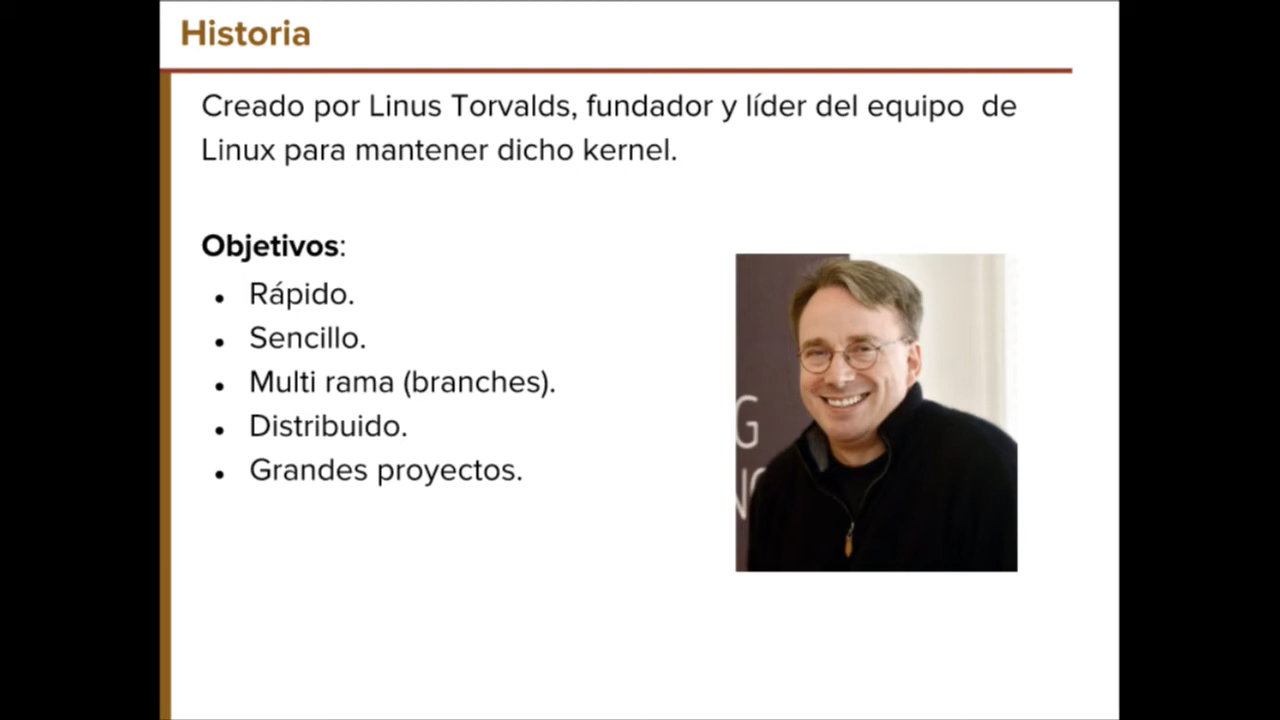 Historia
Creado por Linus Torvalds, fundador y líder del equipo de
Linux para mantener dicho kernel.
Objetivos:
• Rápido.
• Sencillo.
• Multi rama (branches).
• Distribuido.
• Grandes proyectos.
G